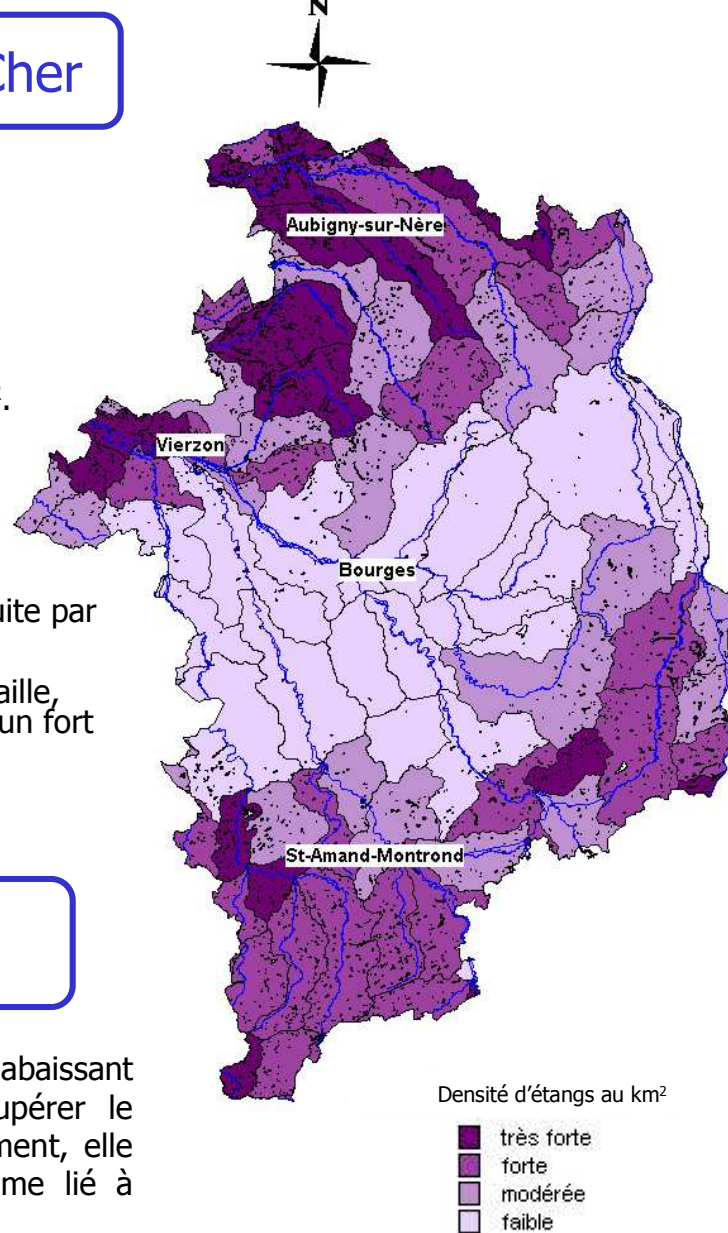 N
Cher
Aubigny-sur-Nère
.
Vierzon
Bourges
uite par
aille,
un fort
St-Amand-Montrond
abaissant
upérer le
ment, elle
me lié à
Densité d'étangs au km²
très forte
forte
modérée
faible